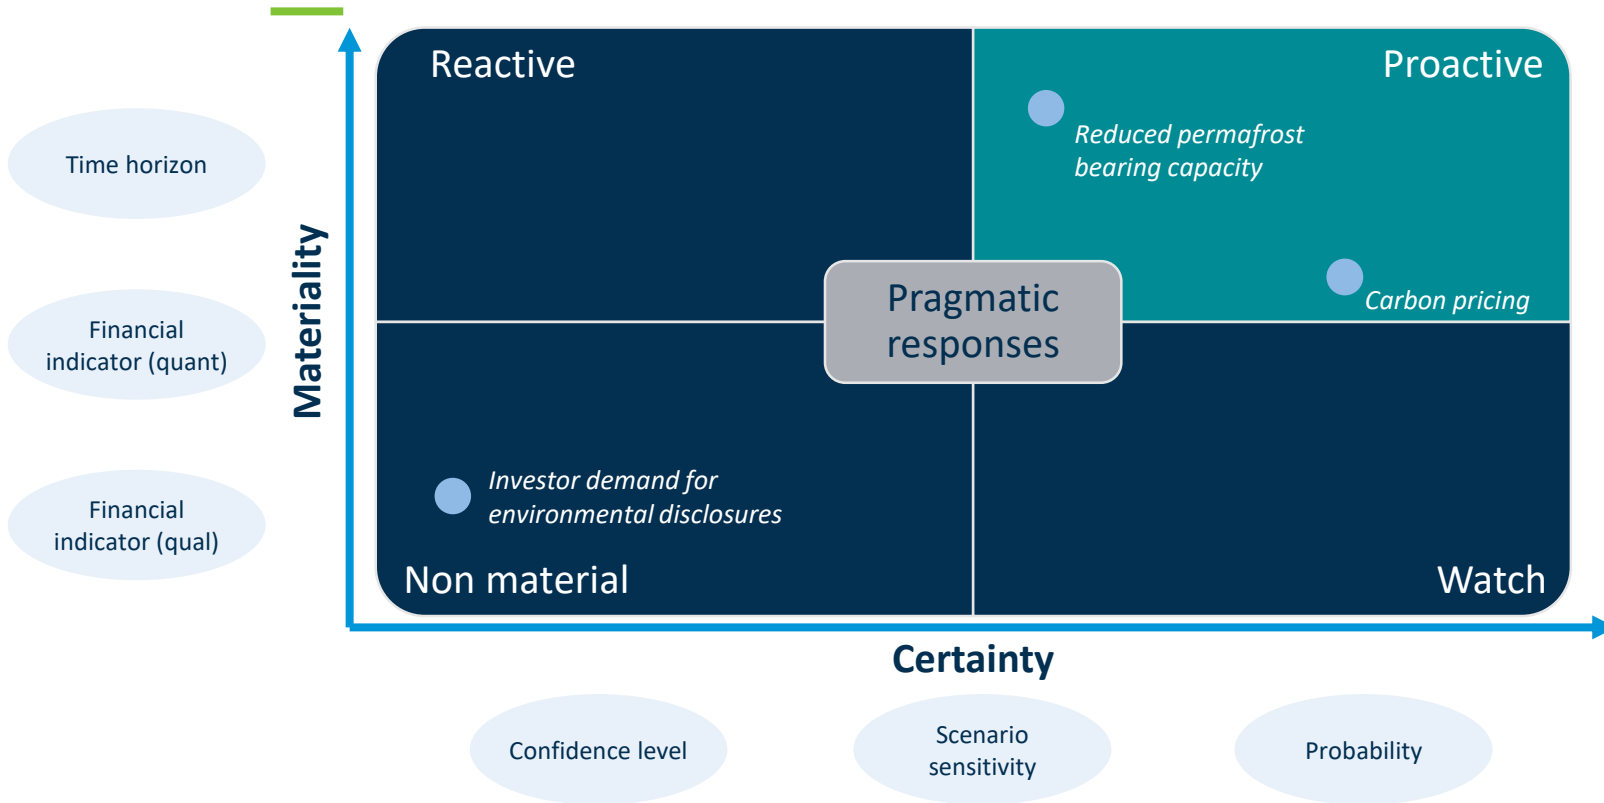 Reactive
Proactive
Reduced permafrost
bearing capacity
Time horizon
Materiality
Pragmatic
responses
Carbon pricing
Financial
indicator (quant)
Investor demand for
environmental disclosures
Financial
indicator (qual)
Non material
Watch
Certainty
Confidence level
Scenario
sensitivity
Probability